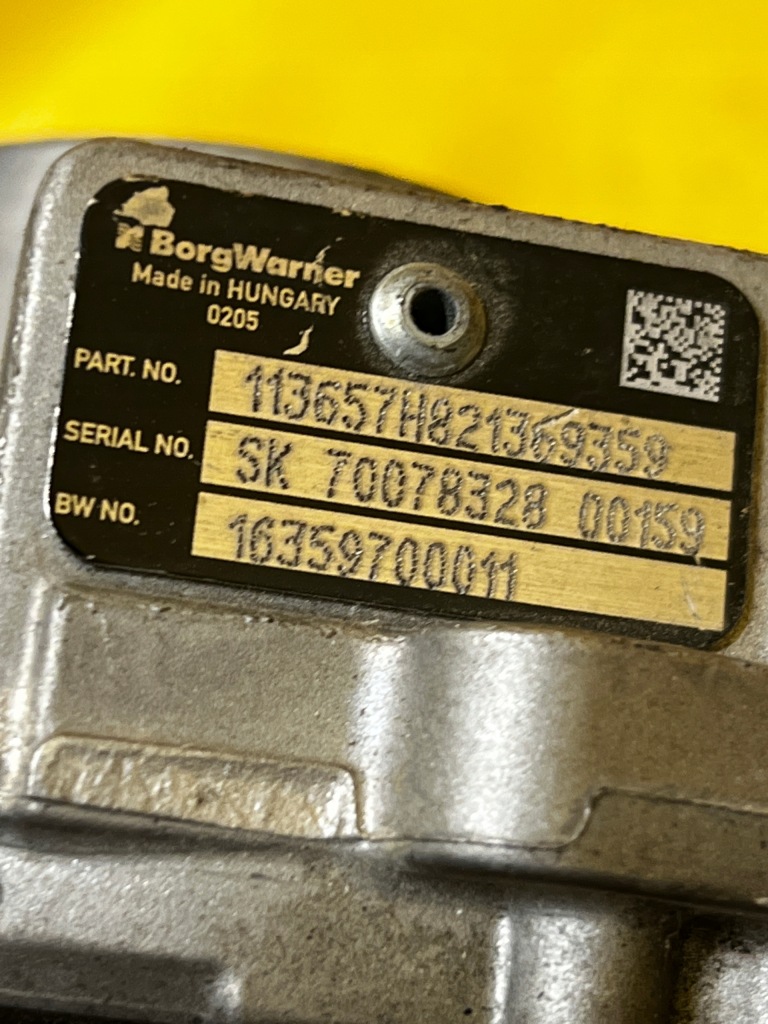 BorgWarner
Made in HUNGARY
0205
PART. NO. 113657H821369359
SERIAL NO. SK 70078328 00159
BW NO. 16359700011